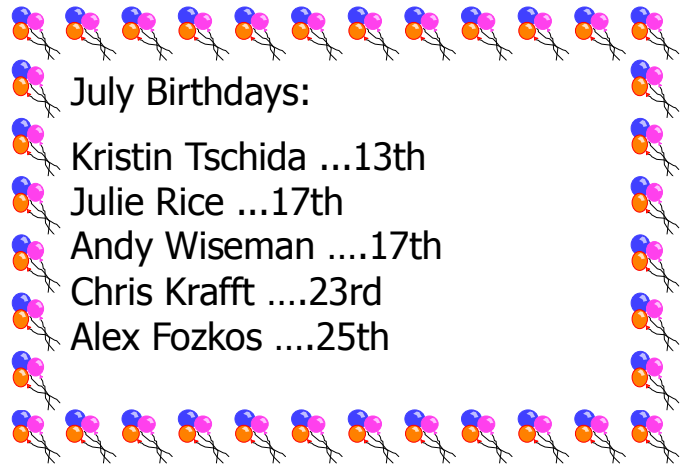 July Birthdays:
Kristin Tschida ...13th
Julie Rice ...17th
Andy Wiseman ….17th
Chris Krafft ….23rd
Alex Fozkos ….25th